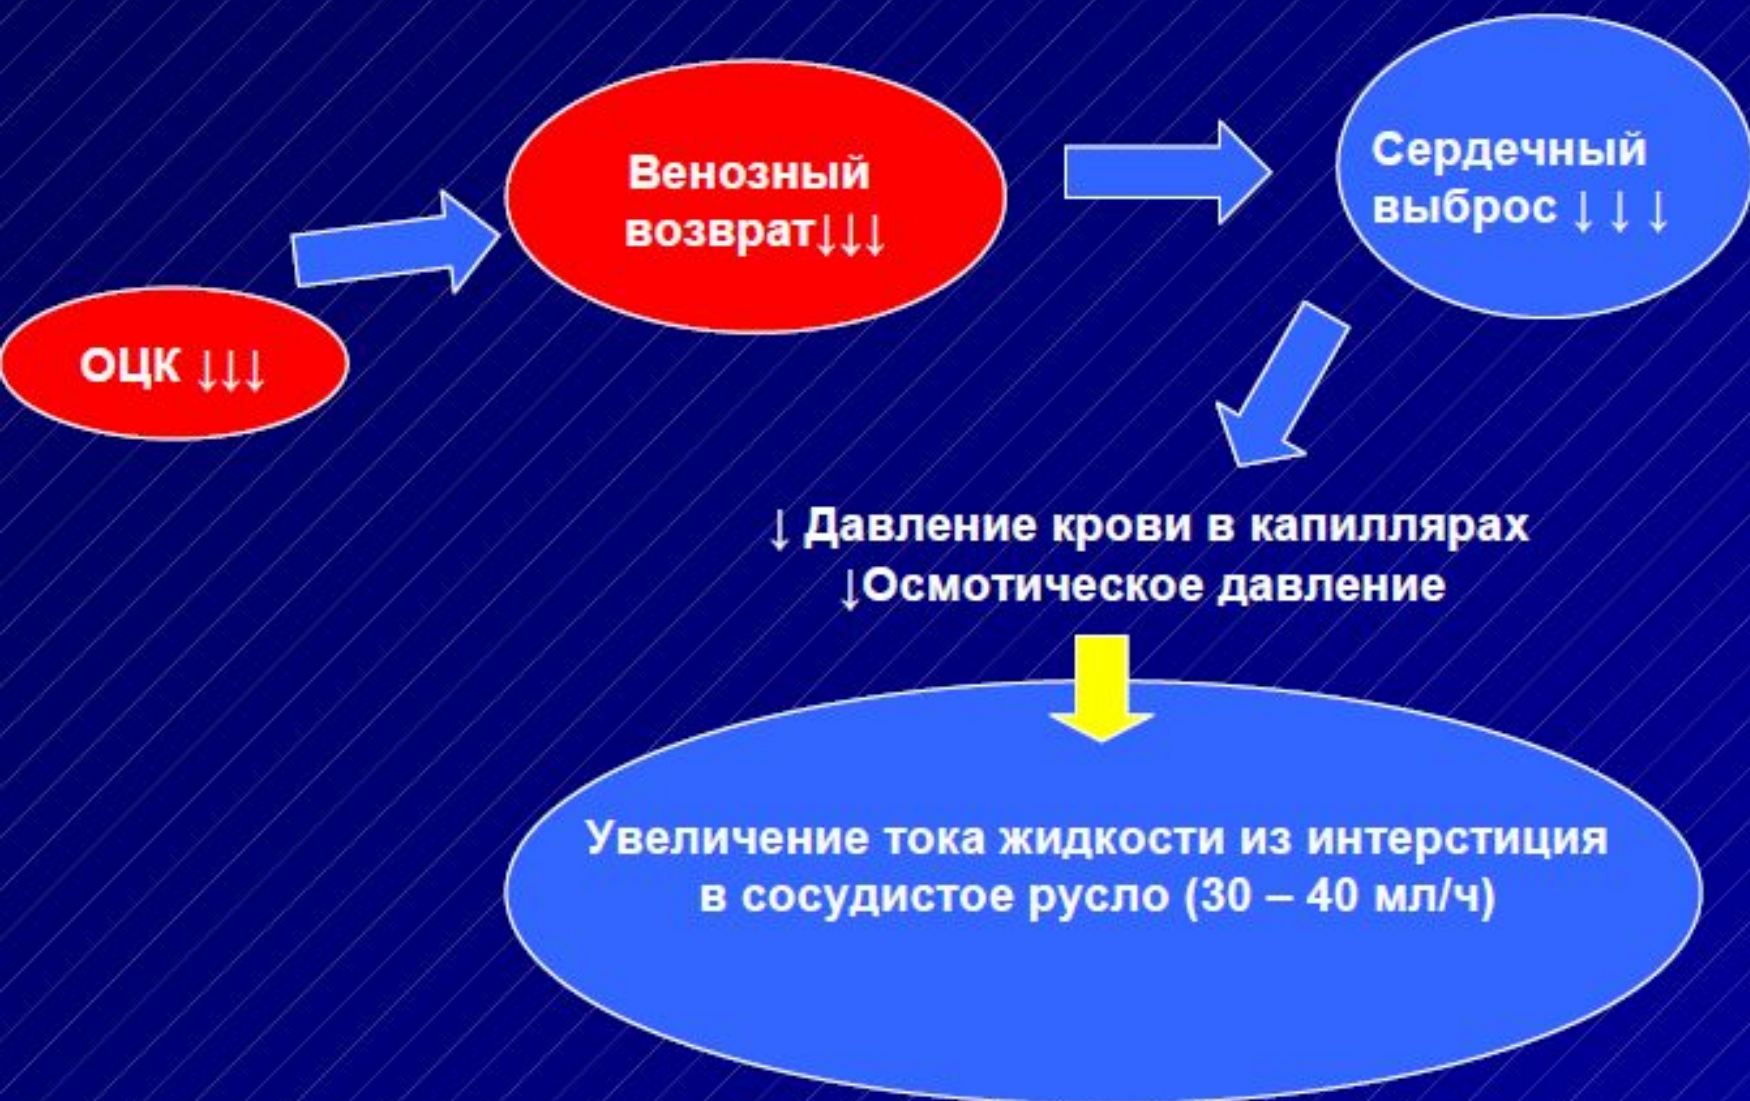 Венозный
возврат↓↓↓
Сердечный
выброс ↓ ↓ ↓
ОЦК ↓↓↓
↓ Давление крови в капиллярах
↓Осмотическое давление
Увеличение тока жидкости из интерстиция
в сосудистое русло (30 – 40 мл/ч)